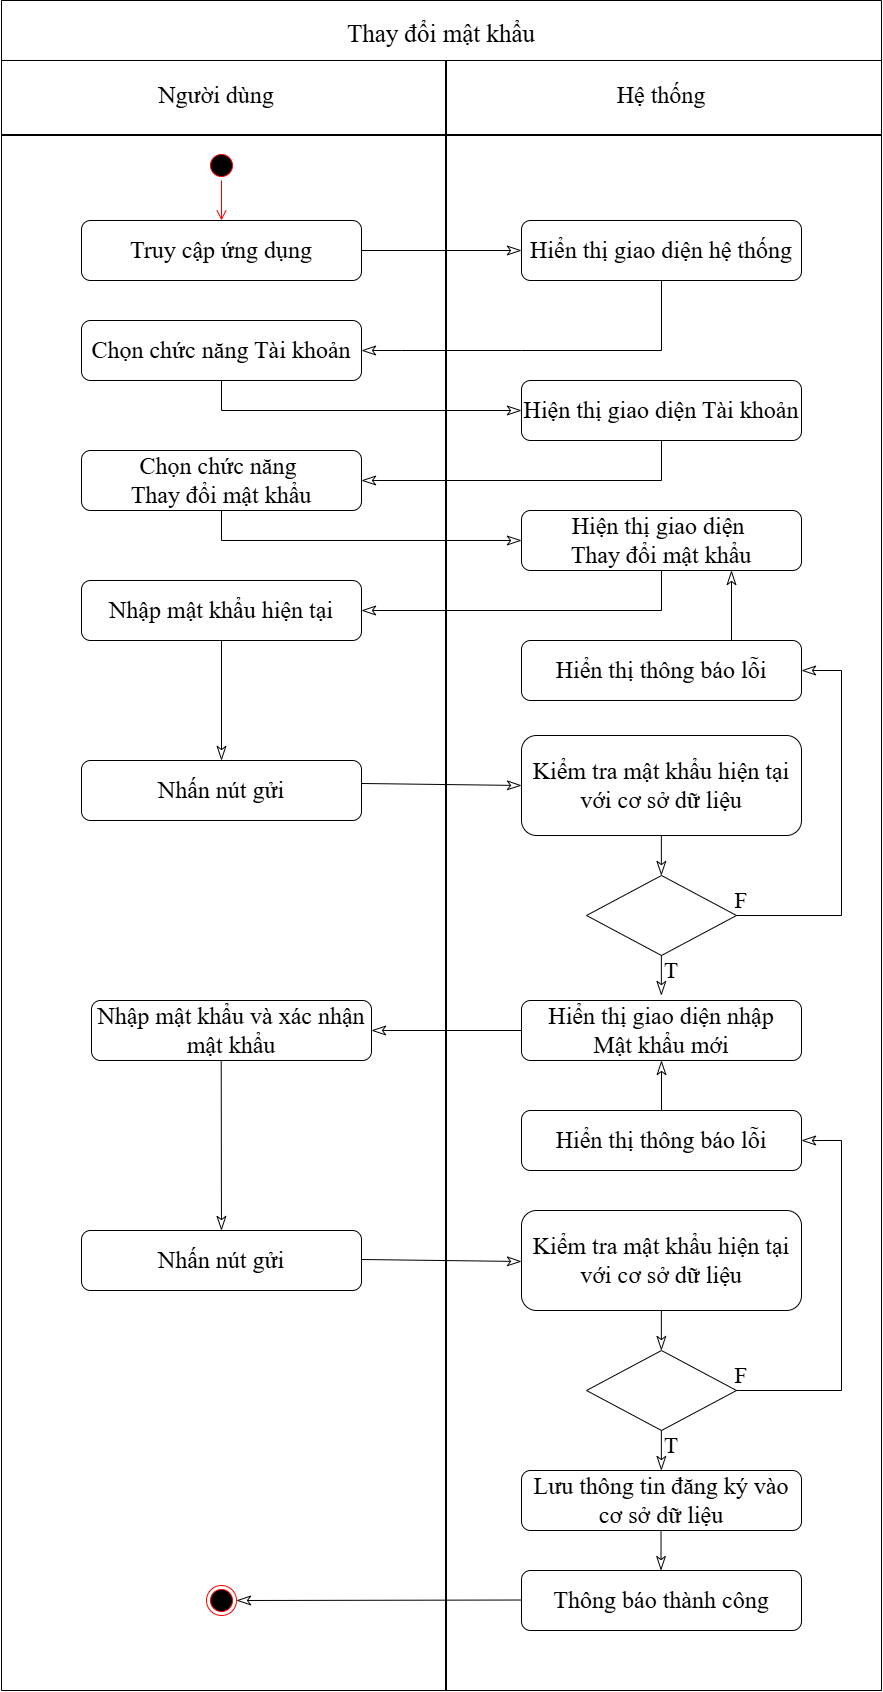 Thay đổi mật khẩu
Người dùng
Hệ thống
Truy cập ứng dụng
Hiển thị giao diện hệ thống
Chọn chức năng Tài khoản
Hiện thị giao diện Tài khoản
Chọn chức năng
Thay đổi mật khẩu
Hiện thị giao diện
Thay đổi mật khẩu
Nhập mật khẩu hiện tại
Hiển thị thông báo lỗi
Nhấn nút gửi
Kiểm tra mật khẩu hiện tại
với cơ sở dữ liệu
F
T
Nhập mật khẩu và xác nhận
mật khẩu
Hiển thị giao diện nhập
Mật khẩu mới
Hiển thị thông báo lỗi
Nhấn nút gửi
Kiểm tra mật khẩu hiện tại
với cơ sở dữ liệu
F
T
Lưu thông tin đăng ký vào
cơ sở dữ liệu
Thông báo thành công